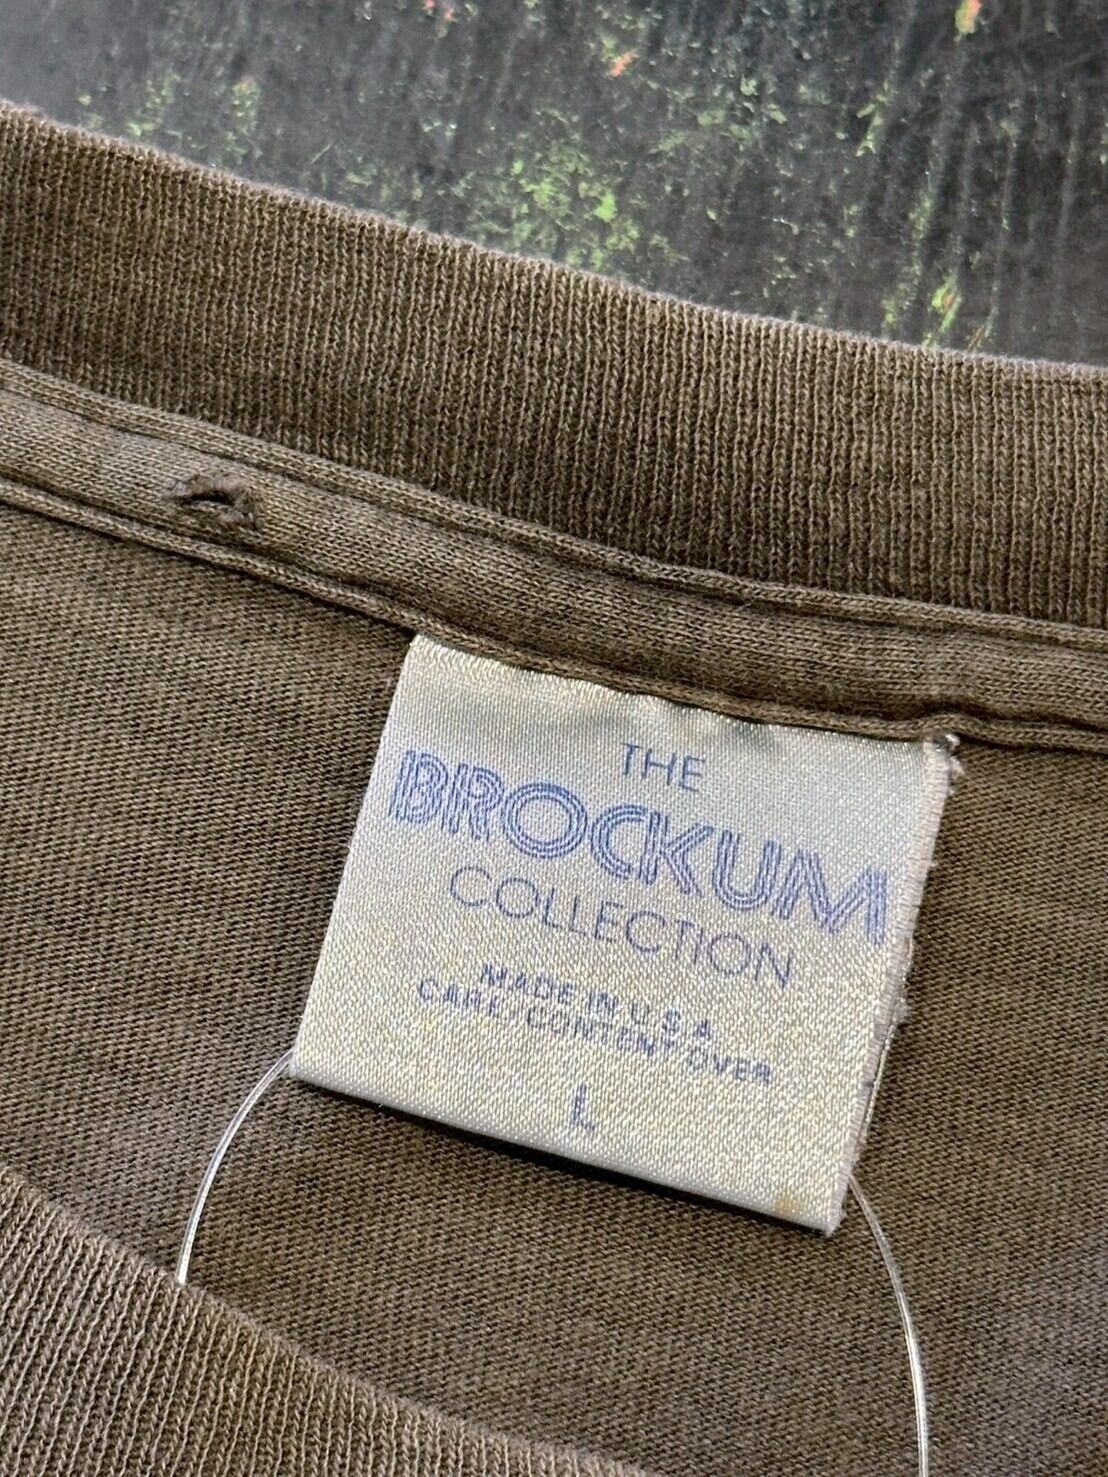 THE
BROCKUM
COLLECTION
MADE IN U.S.A.
CARE/CONTENT OVER
L